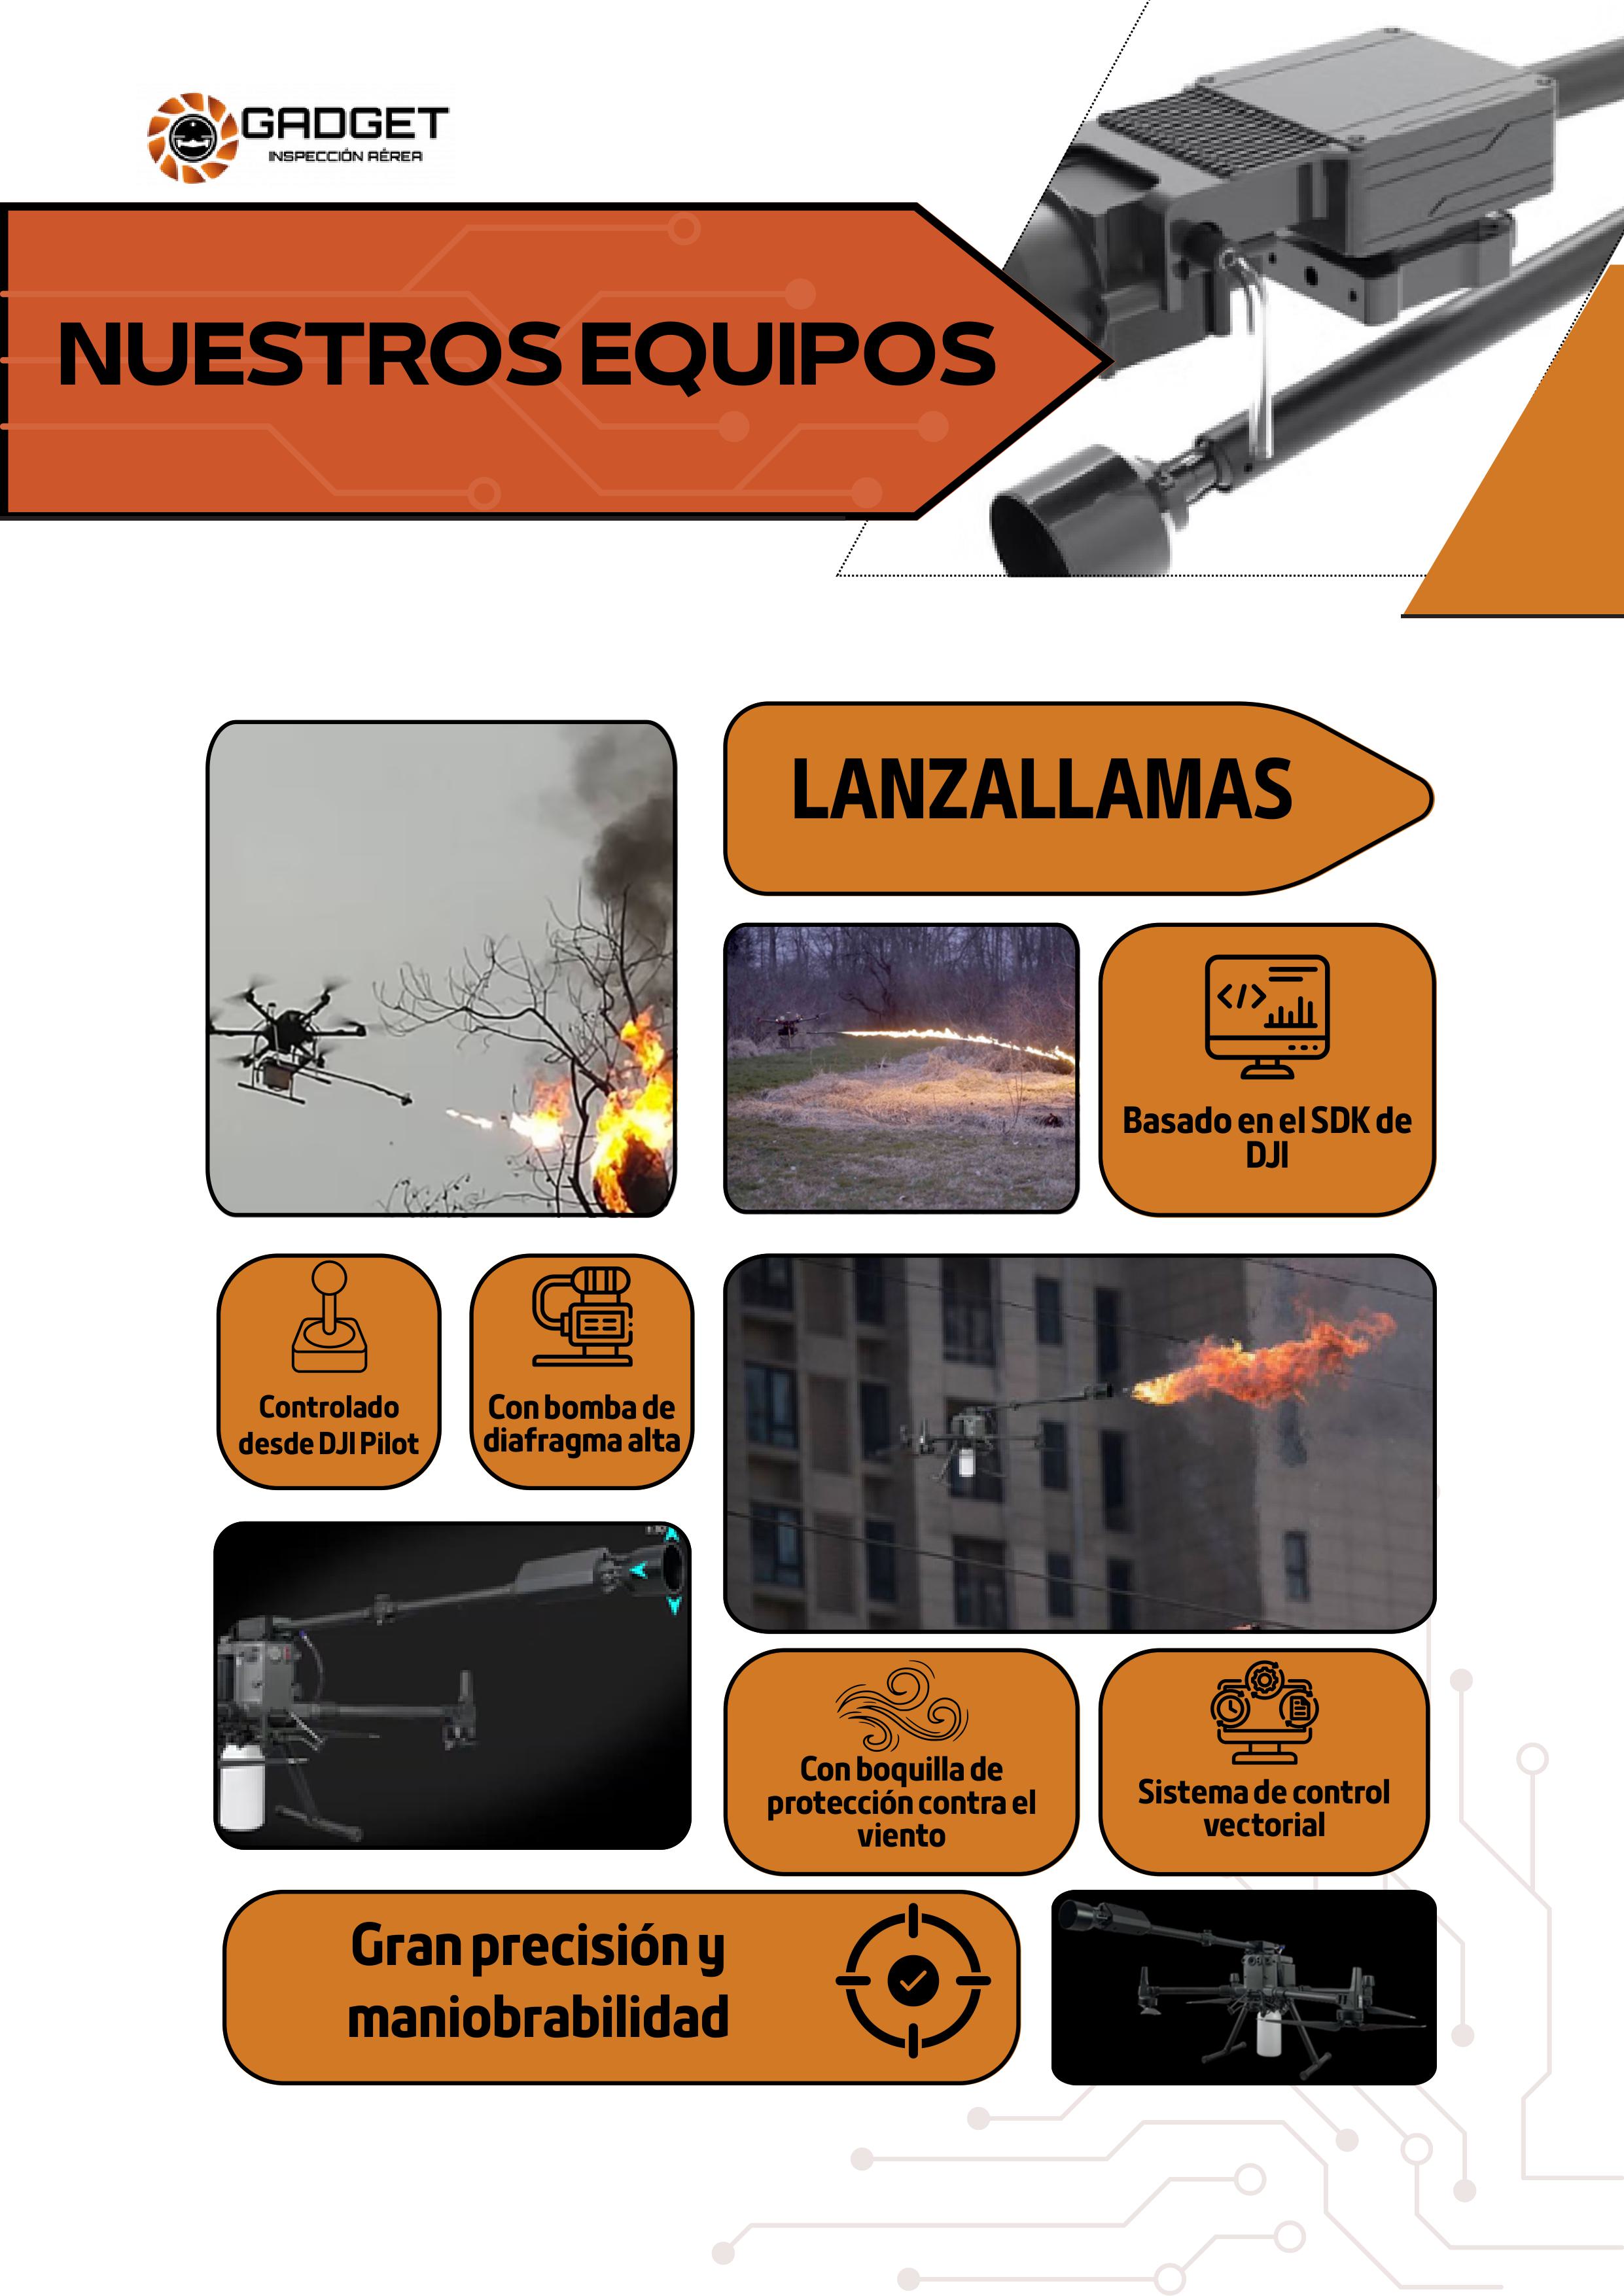 GADGET
INSPECCIÓN AÉREA
NUESTROS EQUIPOS
LANZALLAMAS
</>
Basado en el SDK de
DJI
Controlado
desde DJI Pilot
Con bomba de
diafragma alta
Con boquilla de
protección contra el
viento
Sistema de control
vectorial
Gran precisión y
maniobrabilidad